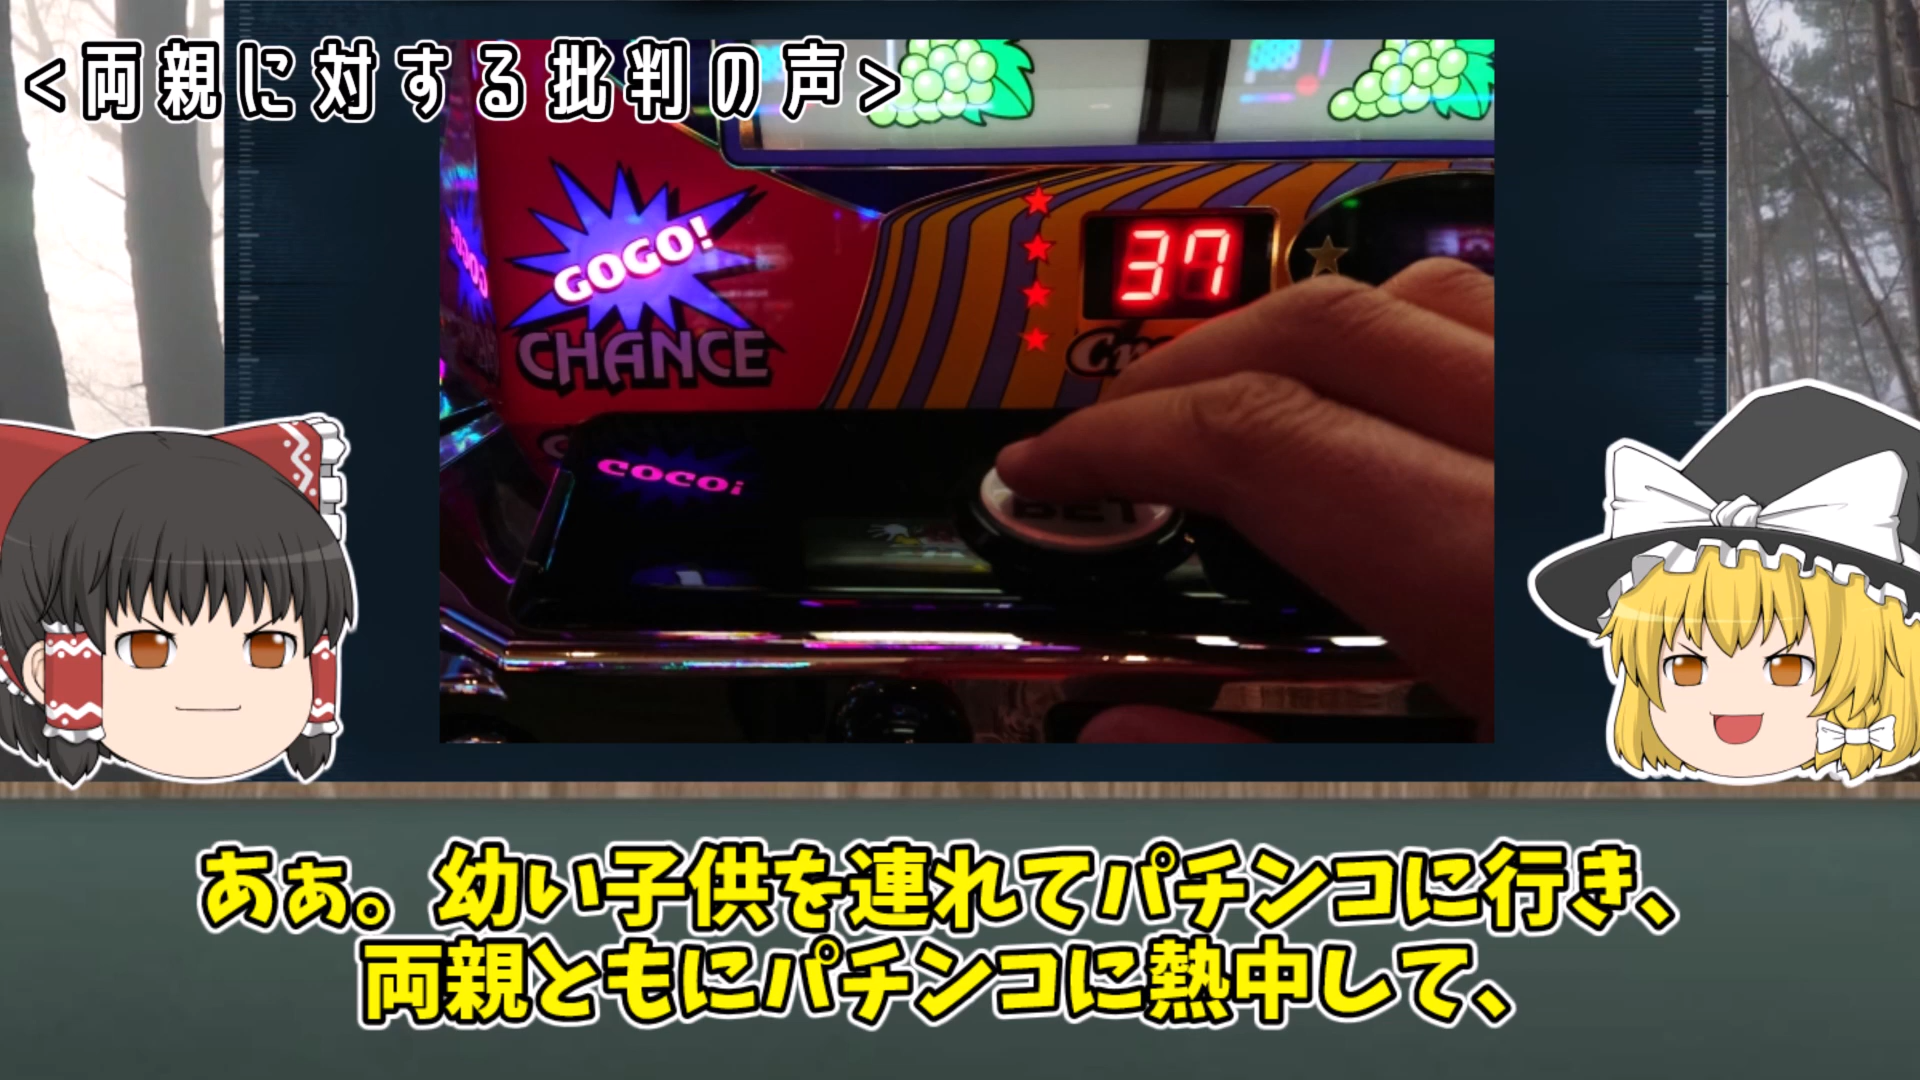 <両親に対する批判の声>
GOGO!
CHANCE
37
Cr
BET
あぁ。幼い子供を連れてパチンコに行き、
両親ともにパチンコに熱中して、